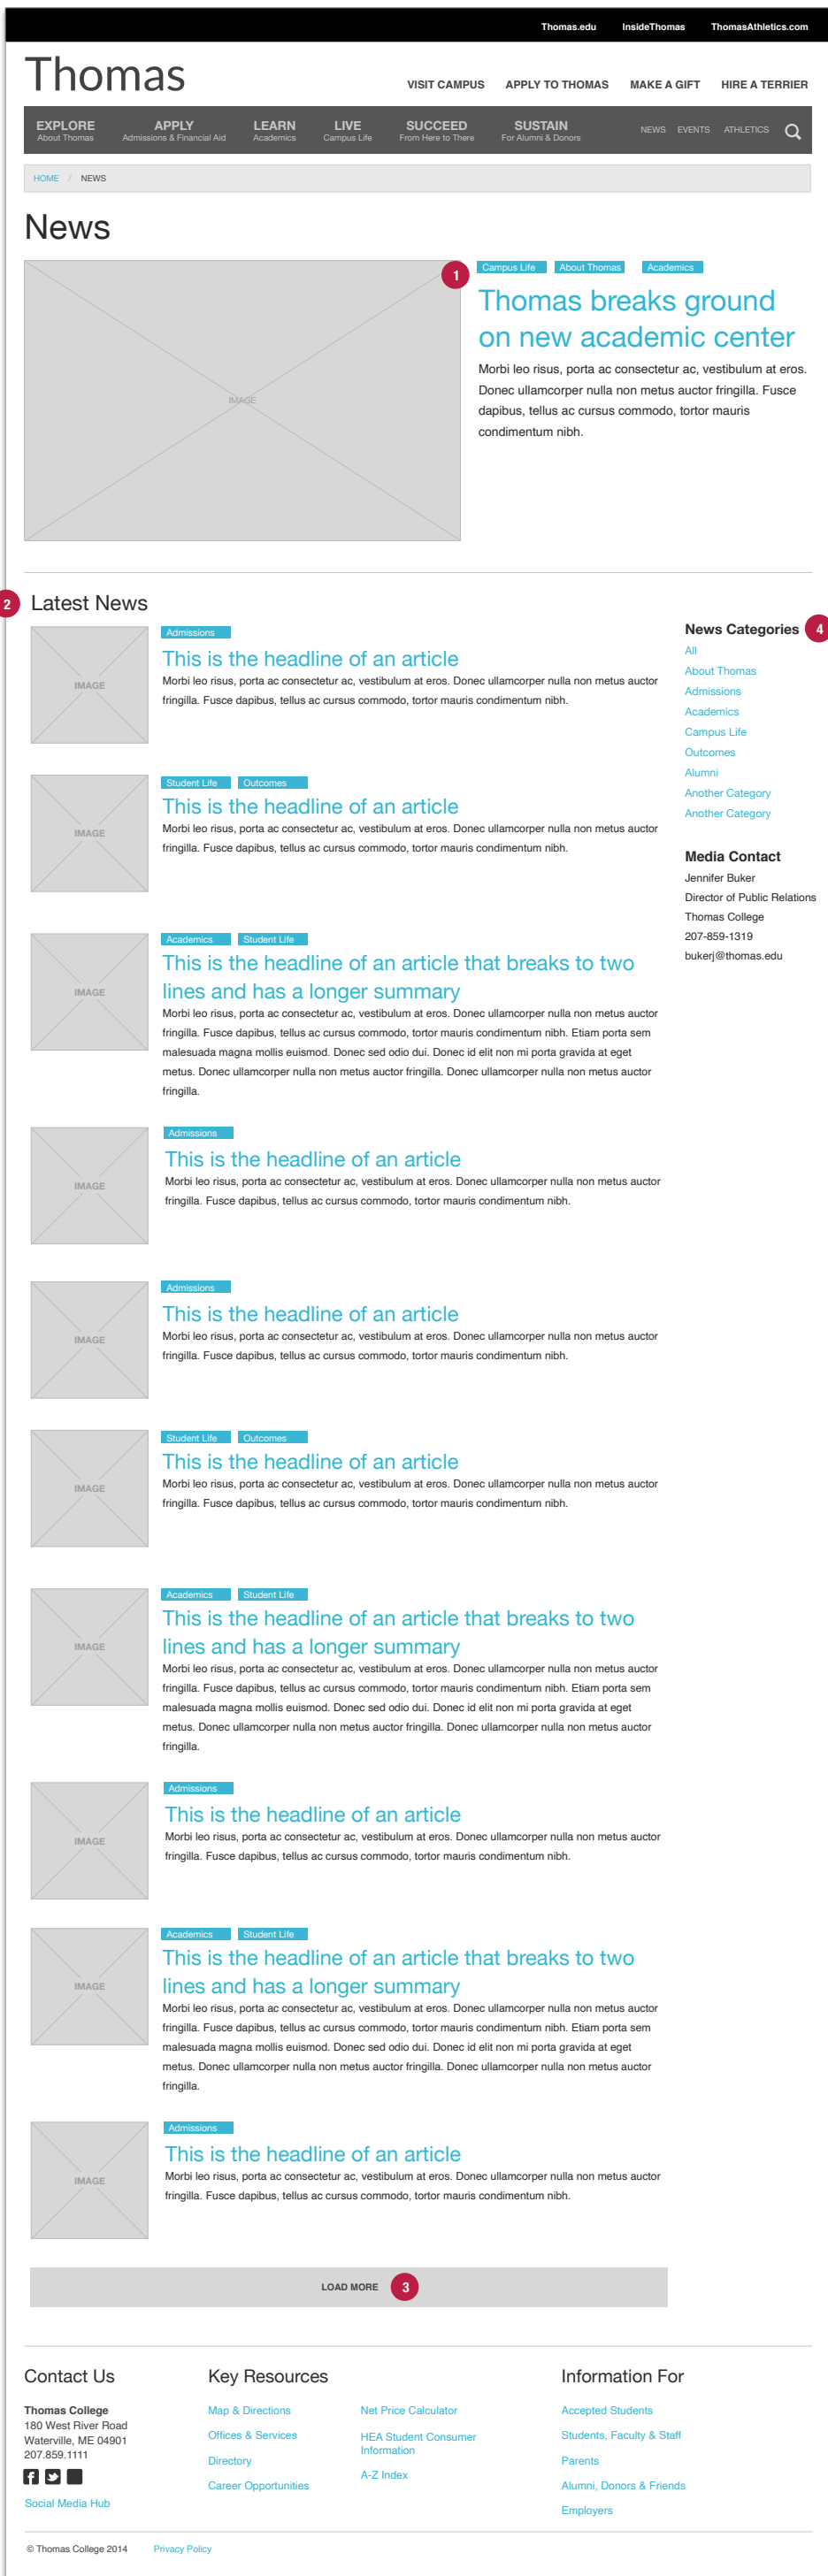 Thomas.edu InsideThomas ThomasAthletics.com
Thomas
VISIT CAMPUS APPLY TO THOMAS MAKE A GIFT HIRE A TERRIER
EXPLORE APPLY LEARN LIVE SUCCEED SUSTAIN
About Thomas Admissions & Financial Aid Academics Campus Life From Here to There For Alumni & Donors
NEWS EVENTS ATHLETICS
HOME / NEWS
News
IMAGE
1
Campus Life About Thomas Academics
Thomas breaks ground
on new academic center
Morbi leo risus, porta ac consectetur ac, vestibulum at eros.
Donec ullamcorper nulla non metus auctor fringilla. Fusce
dapibus, tellus ac cursus commodo, tortor mauris
condimentum nibh.
2
Latest News
IMAGE
Admissions
This is the headline of an article
Morbi leo risus, porta ac consectetur ac, vestibulum at eros. Donec ullamcorper nulla non metus auctor
fringilla. Fusce dapibus, tellus ac cursus commodo, tortor mauris condimentum nibh.
IMAGE
Student Life Outcomes
This is the headline of an article
Morbi leo risus, porta ac consectetur ac, vestibulum at eros. Donec ullamcorper nulla non metus auctor
fringilla. Fusce dapibus, tellus ac cursus commodo, tortor mauris condimentum nibh.
IMAGE
Academics Student Life
This is the headline of an article that breaks to two
lines and has a longer summary
Morbi leo risus, porta ac consectetur ac, vestibulum at eros. Donec ullamcorper nulla non metus auctor
fringilla. Fusce dapibus, tellus ac cursus commodo, tortor mauris condimentum nibh. Etiam porta sem
malesuada magna mollis euismod. Donec sed odio dui. Donec id elit non mi porta gravida at eget
metus. Donec ullamcorper nulla non metus auctor fringilla. Donec ullamcorper nulla non metus auctor
fringilla.
IMAGE
Admissions
This is the headline of an article
Morbi leo risus, porta ac consectetur ac, vestibulum at eros. Donec ullamcorper nulla non metus auctor
fringilla. Fusce dapibus, tellus ac cursus commodo, tortor mauris condimentum nibh.
IMAGE
Admissions
This is the headline of an article
Morbi leo risus, porta ac consectetur ac, vestibulum at eros. Donec ullamcorper nulla non metus auctor
fringilla. Fusce dapibus, tellus ac cursus commodo, tortor mauris condimentum nibh.
IMAGE
Student Life Outcomes
This is the headline of an article
Morbi leo risus, porta ac consectetur ac, vestibulum at eros. Donec ullamcorper nulla non metus auctor
fringilla. Fusce dapibus, tellus ac cursus commodo, tortor mauris condimentum nibh.
IMAGE
Academics Student Life
This is the headline of an article that breaks to two
lines and has a longer summary
Morbi leo risus, porta ac consectetur ac, vestibulum at eros. Donec ullamcorper nulla non metus auctor
fringilla. Fusce dapibus, tellus ac cursus commodo, tortor mauris condimentum nibh. Etiam porta sem
malesuada magna mollis euismod. Donec sed odio dui. Donec id elit non mi porta gravida at eget
metus. Donec ullamcorper nulla non metus auctor fringilla. Donec ullamcorper nulla non metus auctor
fringilla.
IMAGE
Admissions
This is the headline of an article
Morbi leo risus, porta ac consectetur ac, vestibulum at eros. Donec ullamcorper nulla non metus auctor
fringilla. Fusce dapibus, tellus ac cursus commodo, tortor mauris condimentum nibh.
IMAGE
Academics Student Life
This is the headline of an article that breaks to two
lines and has a longer summary
Morbi leo risus, porta ac consectetur ac, vestibulum at eros. Donec ullamcorper nulla non metus auctor
fringilla. Fusce dapibus, tellus ac cursus commodo, tortor mauris condimentum nibh. Etiam porta sem
malesuada magna mollis euismod. Donec sed odio dui. Donec id elit non mi porta gravida at eget
metus. Donec ullamcorper nulla non metus auctor fringilla. Donec ullamcorper nulla non metus auctor
fringilla.
IMAGE
Admissions
This is the headline of an article
Morbi leo risus, porta ac consectetur ac, vestibulum at eros. Donec ullamcorper nulla non metus auctor
fringilla. Fusce dapibus, tellus ac cursus commodo, tortor mauris condimentum nibh.
LOAD MORE 3
News Categories 4
All
About Thomas
Admissions
Academics
Campus Life
Outcomes
Alumni
Another Category
Another Category
Media Contact
Jennifer Buker
Director of Public Relations
Thomas College
207-859-1319
bukerj@thomas.edu
Contact Us
Thomas College
180 West River Road
Waterville, ME 04901
207.859.1111
Social Media Hub
Key Resources
Map & Directions
Offices & Services
Directory
Career Opportunities
Net Price Calculator
HEA Student Consumer
Information
A-Z Index
Information For
Accepted Students
Students, Faculty & Staff
Parents
Alumni, Donors & Friends
Employers
© Thomas College 2014 Privacy Policy